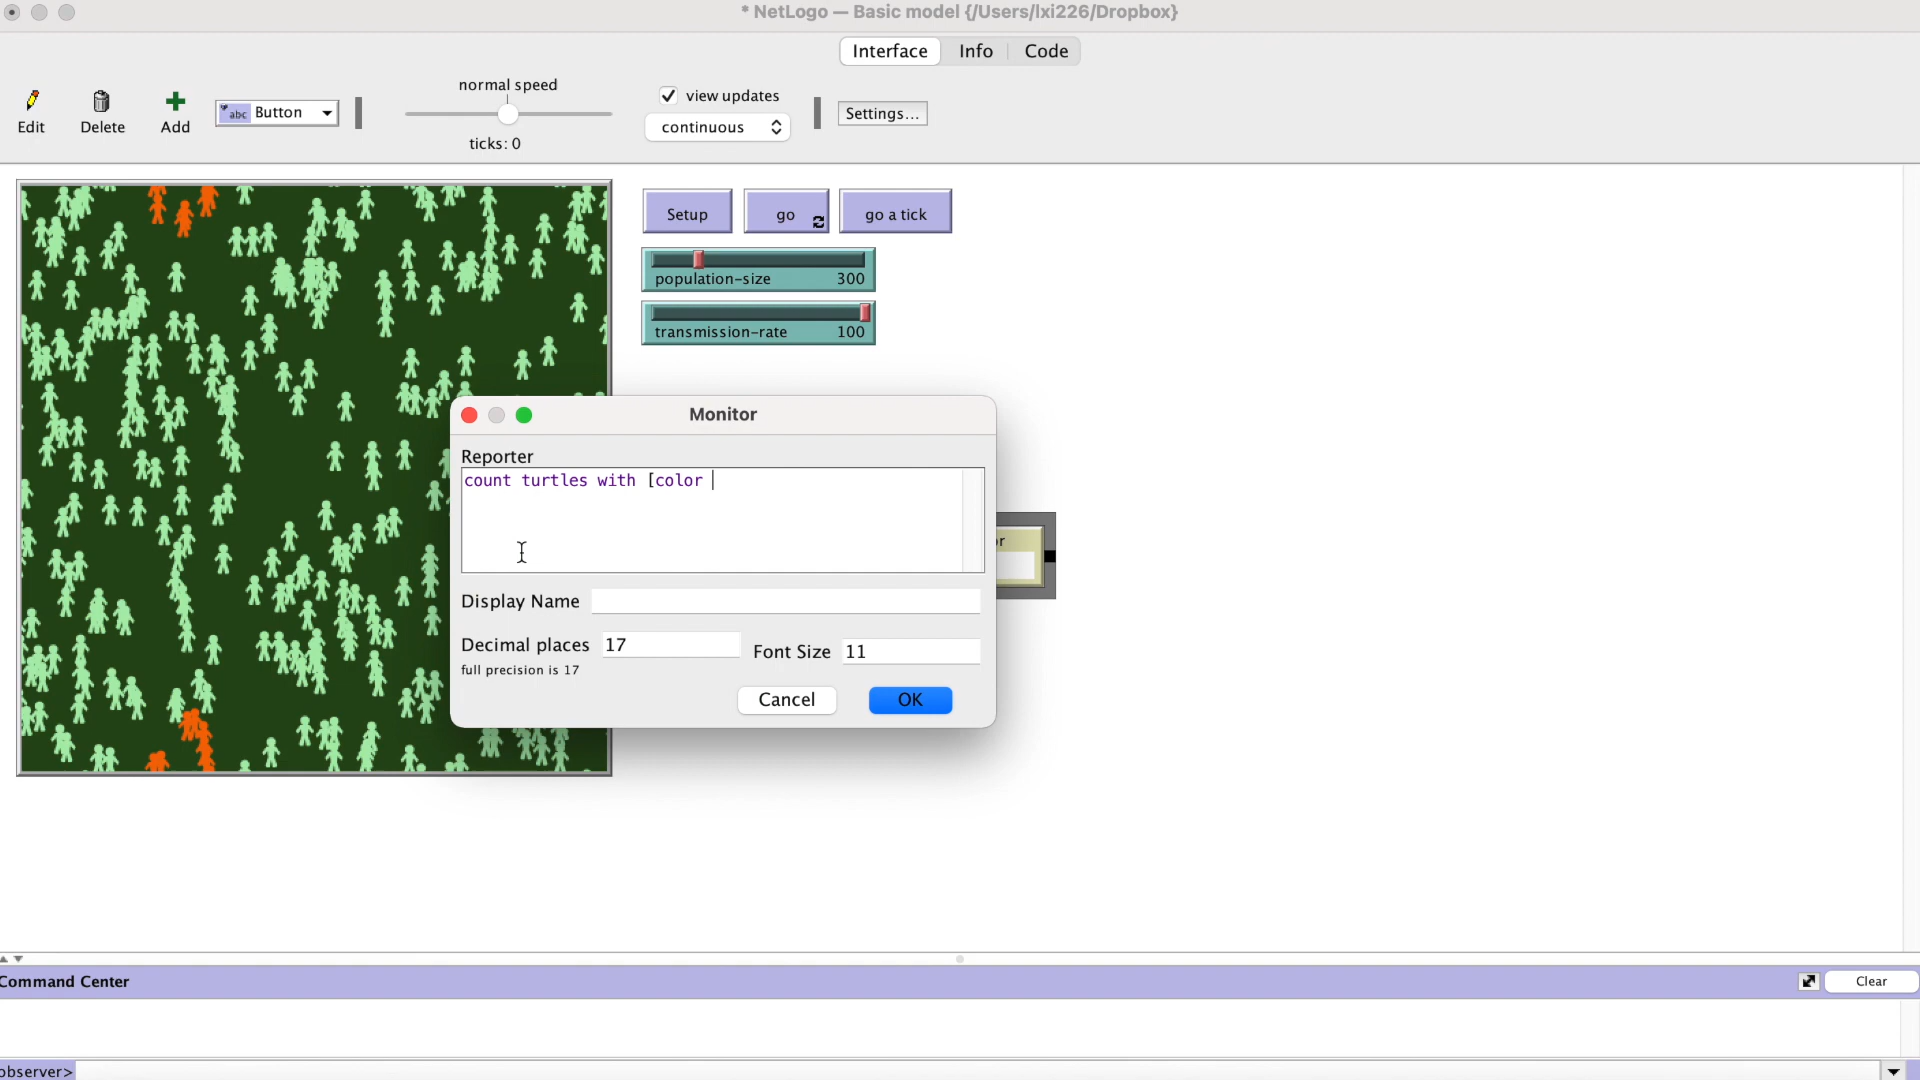 * NetLogo — Basic model {/Users/lxi226/Dropbox}
Interface Info Code
Edit Delete Add abc Button
normal speed
ticks: 0
view updates
continuous
Settings...
Setup go go a tick
population-size 300
transmission-rate 100
Monitor
Reporter
count turtles with [color
or
Display Name
Decimal places 17
full precision is 17
Font Size 11
Cancel OK
Command Center
Clear
observer>